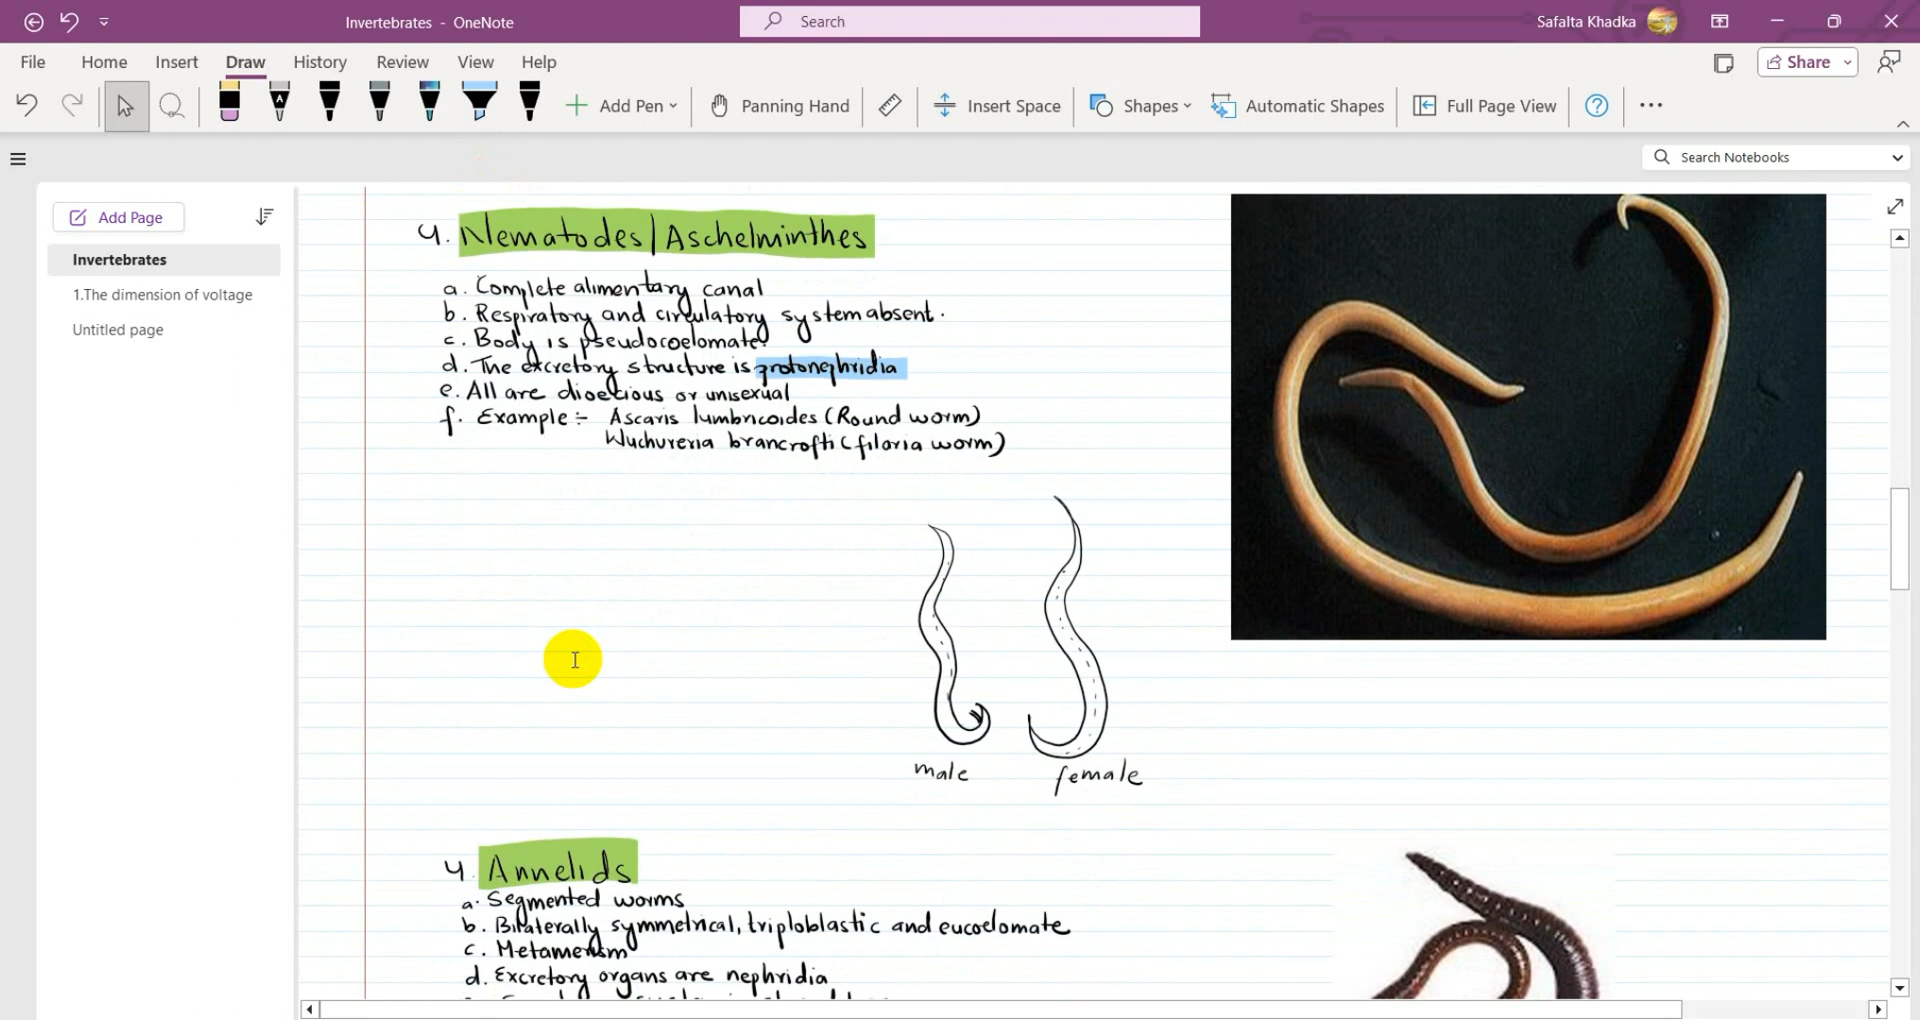 Invertebrates - OneNote
Search
Safalta Khadka
File Home Insert Draw History Review View Help
Share
A
Add Pen
Panning Hand
Insert Space
Shapes
Automatic Shapes
Full Page View
Search Notebooks
Add Page
Invertebrates
1.The dimension of voltage
Untitled page
4. Nematodes | Aschelminthes
a. Complete alimentary canal
b. Respiratory and circulatory system absent.
c. Body is pseudocoelomate.
d. The excretory structure is protonephridia
e. All are dioecious or unisexual
f. Example :- Ascaris lumbricoides (Round worm)
Wuchureria brancrofti (filaria worm)
male
female
4. Annelids
a. Segmented worms
b. Bilaterally symmetrical, triploblastic and eucoelomate
c. Metamerism
d. Excretory organs are nephridia